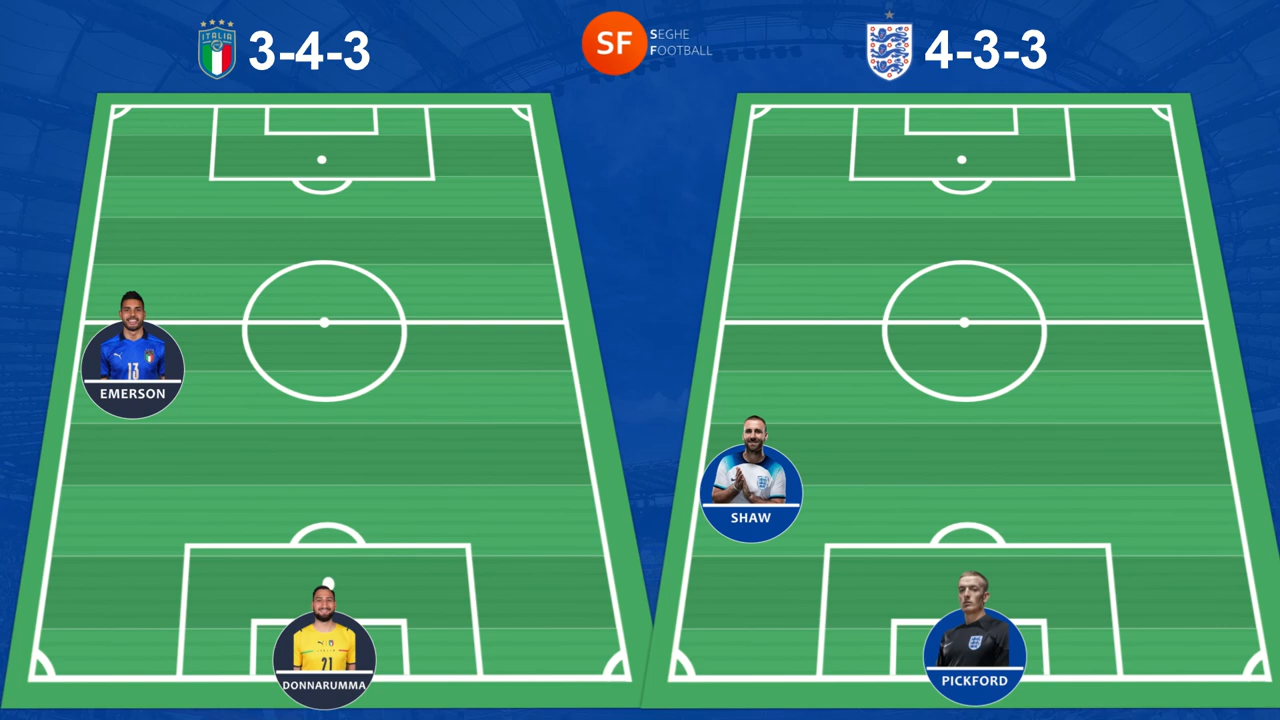 ITALIA
3-4-3
SF
SEGHE
FOOTBALL
4-3-3
13
EMERSON
SHAW
21
DONNARUMMA
PICKFORD